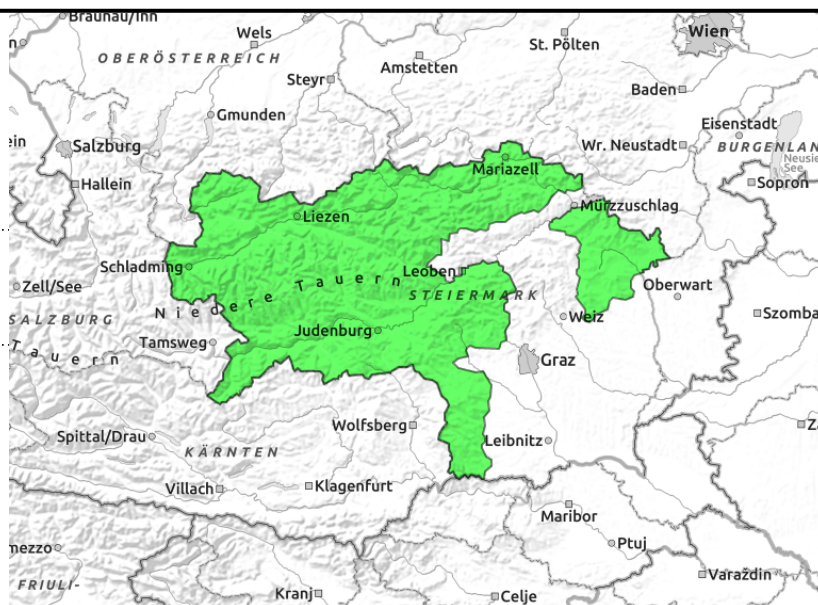 Braunau/Inn
Wels
OBERÖSTERREICH
St. Pölten
Wien
Amstetten
Steyr
Baden
Gmunden
Eisenstadt
Salzburg
Wr. Neustadt
BURGENLAN
Neusie
See
Mariazell
Hallein
Sopron
Mürzzuschlag
Liezen
Schladming
Leoben
Zell/See
Niedere Tauern
STEIERMARK
Oberwart
SALZBURG
Weiz
Szomba
Judenburg
Tauern
Tamsweg
Graz
Wolfsberg
Spittal/Drau
Leibnitz
KÄRNTEN
Villach
Klagenfurt
Maribor
Ptuj
mezzo
Varaždin
FRIULI-
Kranj
Celje